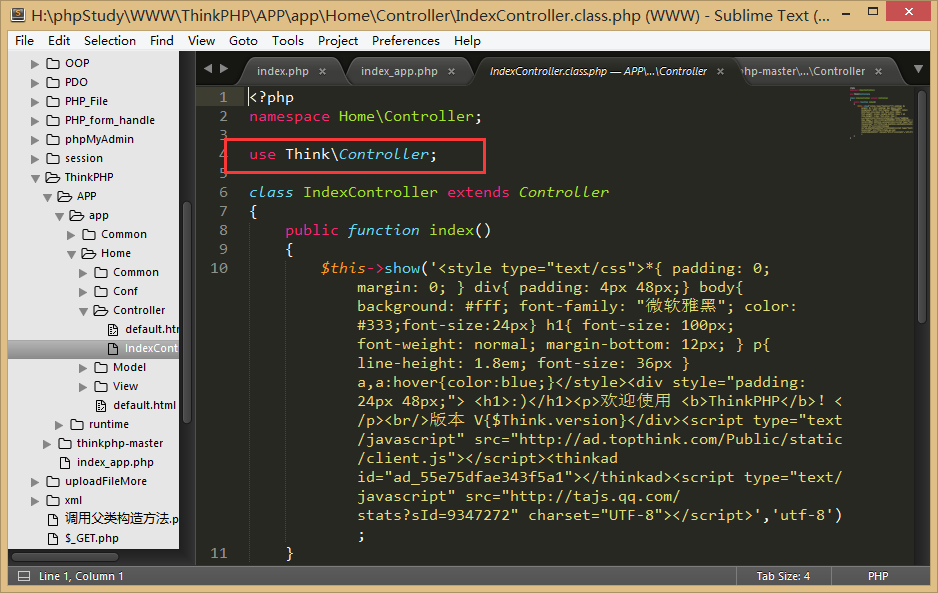 H:\phpStudy\WWW\ThinkPHP\APP\app\Home\Controller\IndexController.class.php (WWW) - Sublime Text (...
File Edit Selection Find View Goto Tools Project Preferences Help
OOP
PDO
PHP_File
PHP_form_handle
phpMyAdmin
session
ThinkPHP
APP
app
Common
Home
Common
Conf
Controller
default.htm
IndexCont
Model
View
default.html
runtime
thinkphp-master
index_app.php
uploadFileMore
xml
调用父类构造方法.p
$_GET.php
index.php × index_app.php × IndexController.class.php — APP\...\Controller × hp-master\...\Controller ×
1 <?php
2 namespace Home\Controller;
3
4 use Think\Controller;
5
6 class IndexController extends Controller
7 {
8 public function index()
9 {
10 $this->show('<style type="text/css">*{ padding: 0;
margin: 0; } div{ padding: 4px 48px;} body{
background: #fff; font-family: "微软雅黑"; color:
#333;font-size:24px} h1{ font-size: 100px;
font-weight: normal; margin-bottom: 12px; } p{
line-height: 1.8em; font-size: 36px }
a,a:hover{color:blue;}</style><div style="padding:
24px 48px;"> <h1>:)</h1><p>欢迎使用 <b>ThinkPHP</b>！<
/p><br/>版本 V{$Think.version}</div><script type="text
/javascript" src="http://ad.topthink.com/Public/static
/client.js"></script><thinkad
id="ad_55e75dfae343f5a1"></thinkad><script type="text/
javascript" src="http://tajs.qq.com/
stats?sId=9347272" charset="UTF-8"></script>','utf-8')
;
11 }
Line 1, Column 1 Tab Size: 4 PHP